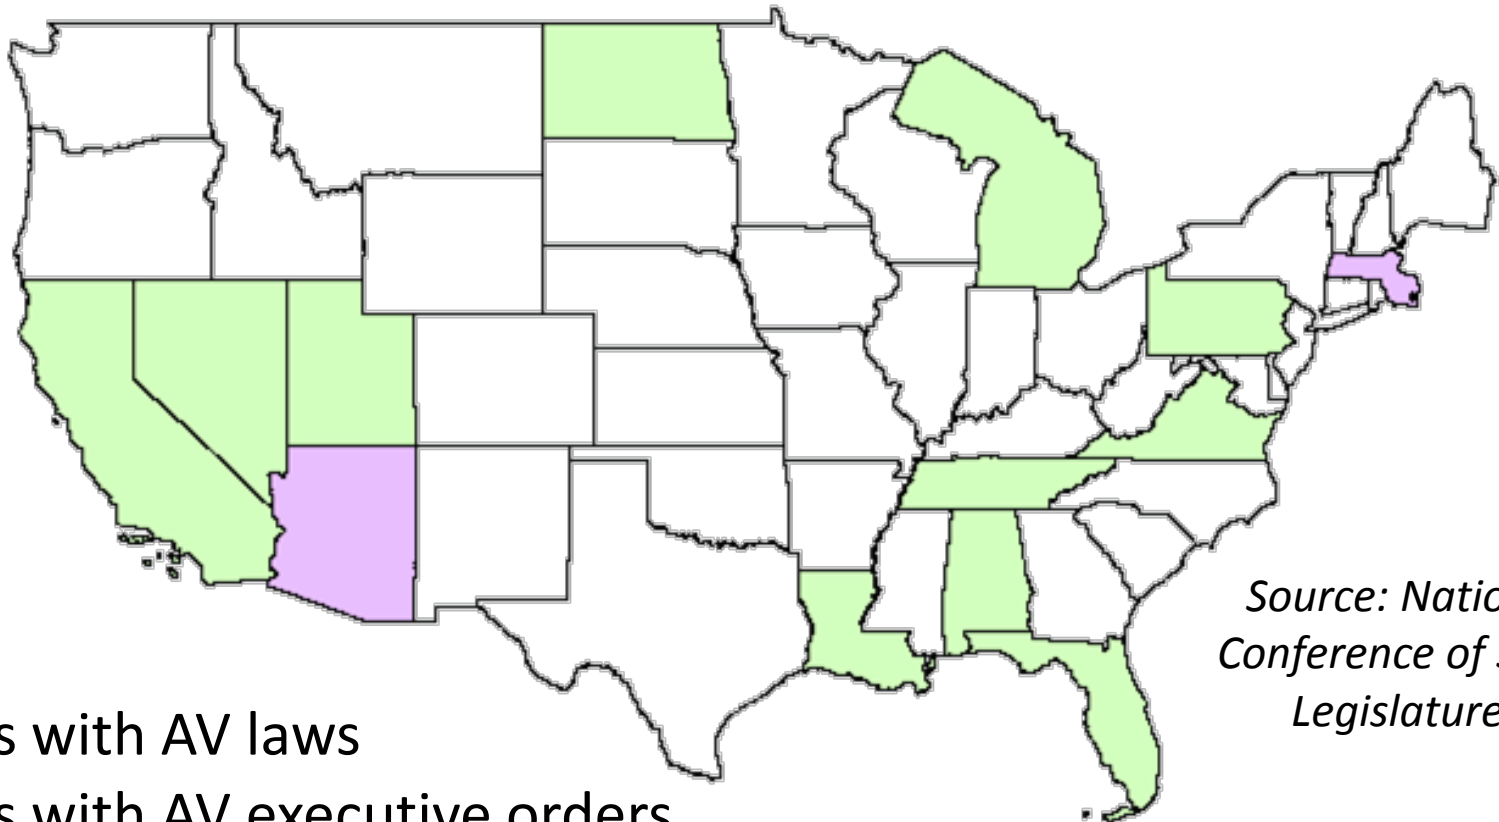 Source: Natio
Conference of
Legislature
s with AV laws
s with AV executive orders